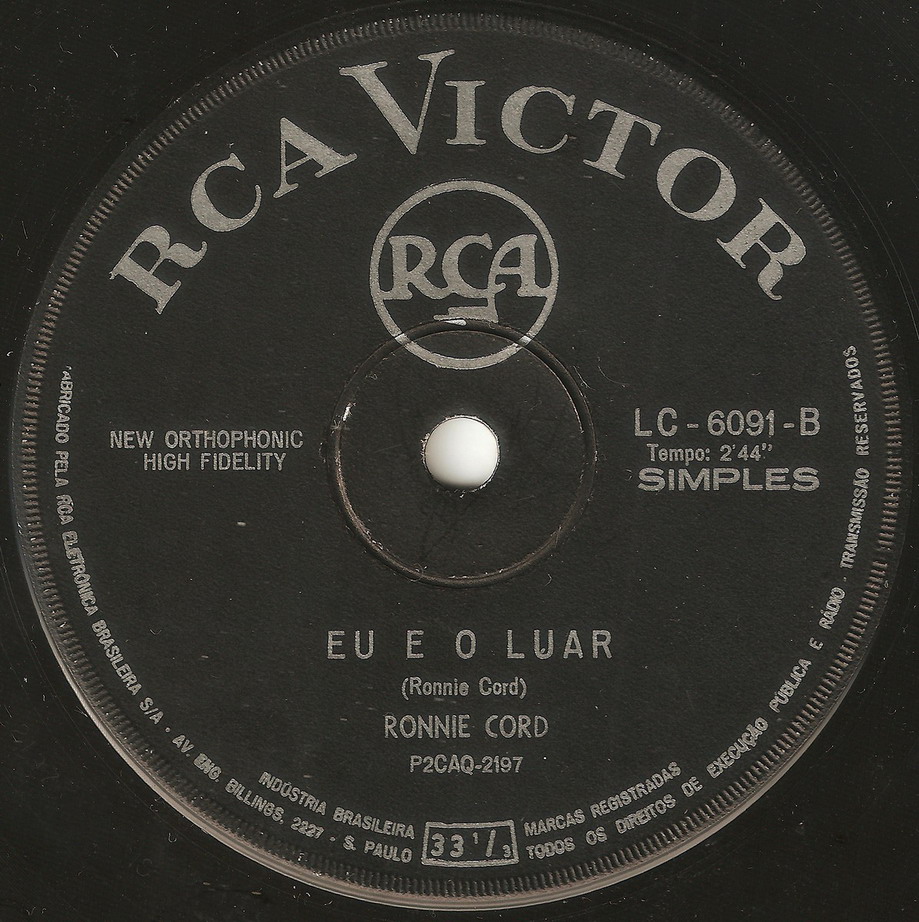 RCA VICTOR
RCA
NEW ORTHOPHONIC
HIGH FIDELITY
LC - 6091 - B
Tempo: 2'44''
SIMPLES
EU E O LUAR
(Ronnie Cord)
RONNIE CORD
P2CAQ-2197
FABRICADO PELA RCA ELETRÔNICA BRASILEIRA S/A · AV. ENG. BILLINGS, 2227 - S. PAULO
INDÚSTRIA BRASILEIRA
33 1/3
MARCAS REGISTRADAS
TODOS OS DIREITOS DE EXECUÇÃO PÚBLICA E RÁDIO - TRANSMISSÃO RESERVADOS